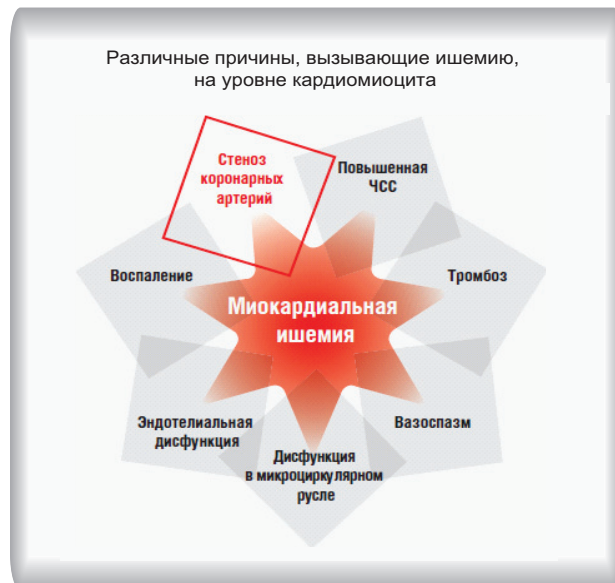 Различные причины, вызывающие ишемию,
на уровне кардиомиоцита
Стеноз
коронарных
артерий
Повышенная
ЧСС
Воспаление
Тромбоз
Миокардиальная
ишемия
Эндотелиальная
дисфункция
Вазоспазм
Дисфункция
в микроциркулярном
русле